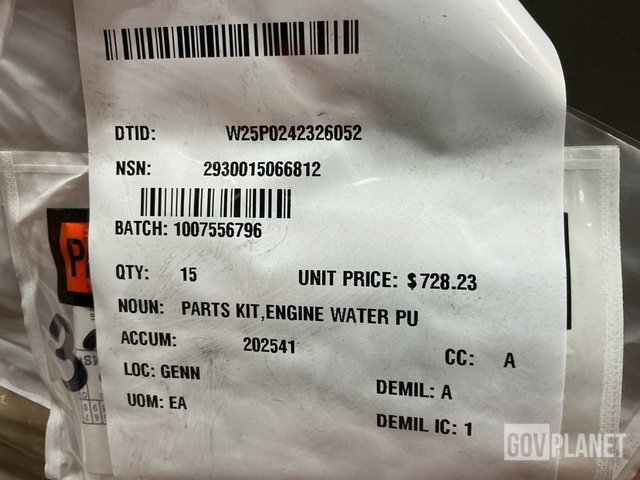 DTID: W25P0242326052
NSN: 2930015066812
BATCH: 1007556796
QTY: 15 UNIT PRICE: $728.23
NOUN: PARTS KIT,ENGINE WATER PU
ACCUM: 202541
CC: A
LOC: GENN
DEMIL: A
UOM: EA
DEMIL IC: 1
GOVPLANET